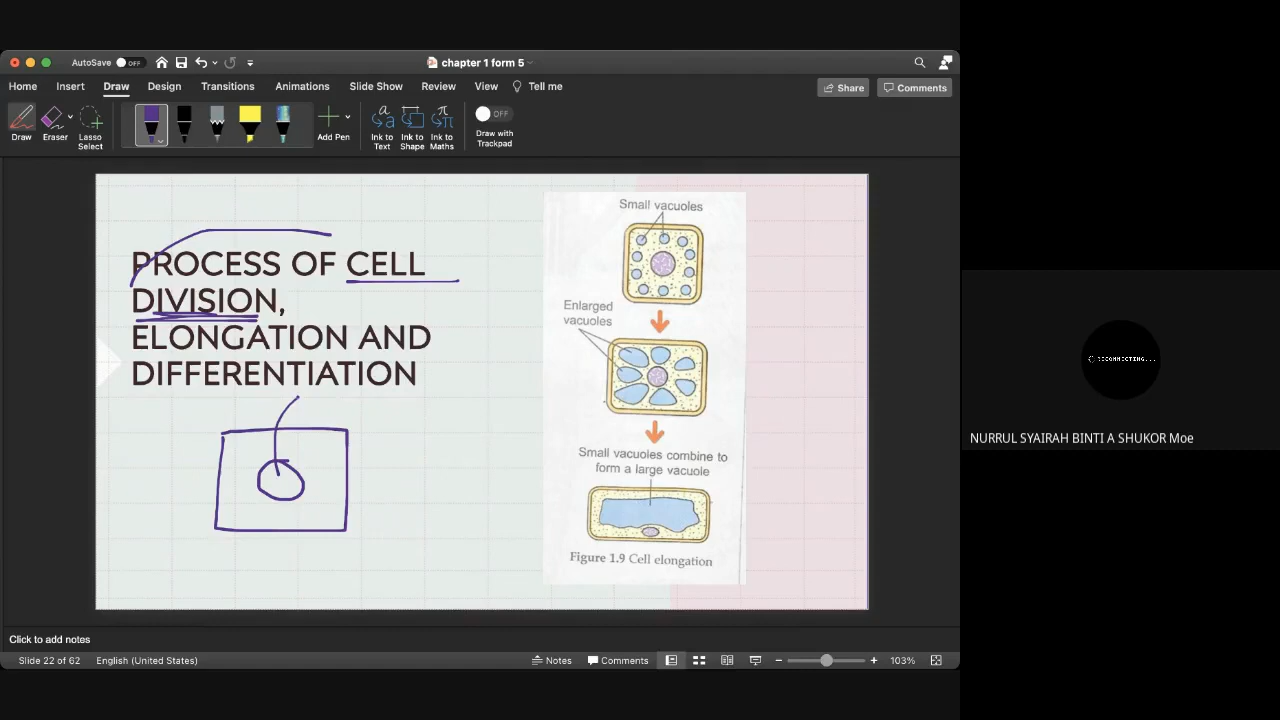 AutoSave OFF
chapter 1 form 5
Home Insert Draw Design Transitions Animations Slide Show Review View Tell me
Share Comments
Draw Eraser Lasso Select Add Pen Ink to Text Ink to Shape Ink to Maths Draw with Trackpad
OFF
PROCESS OF CELL
DIVISION,
ELONGATION AND
DIFFERENTIATION
Small vacuoles
Enlarged
vacuoles
Small vacuoles combine to
form a large vacuole
Figure 1.9 Cell elongation
RECONNECTING...
NURRUL SYAIRAH BINTI A SHUKOR Moe
Click to add notes
Slide 22 of 62 English (United States) Notes Comments 103%